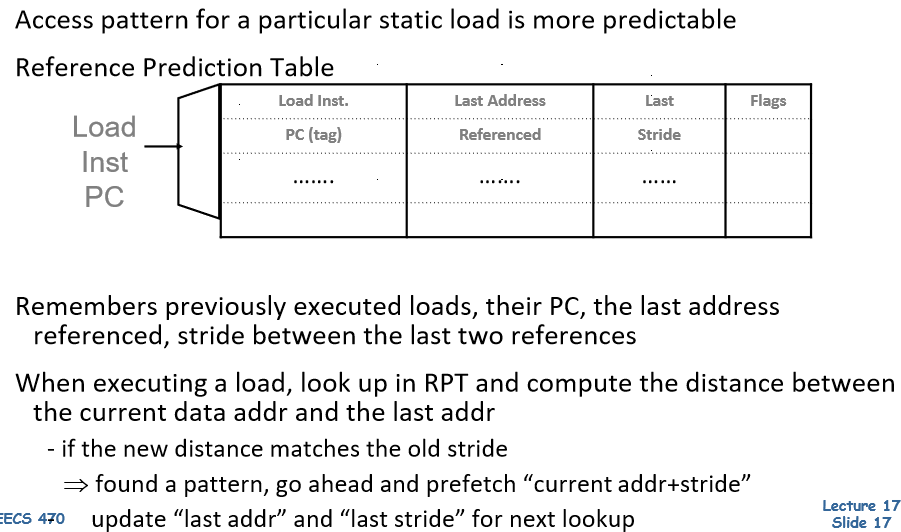 Access pattern for a particular static load is more predictable
Reference Prediction Table
Load Inst. Last Address Last Flags
Load
Inst
PC
PC (tag) Referenced Stride
....... ....... ......
Remembers previously executed loads, their PC, the last address
referenced, stride between the last two references
When executing a load, look up in RPT and compute the distance between
the current data addr and the last addr
- if the new distance matches the old stride
⇒ found a pattern, go ahead and prefetch “current addr+stride”
- update “last addr” and “last stride” for next lookup
EECS 470
Lecture 17
Slide 17